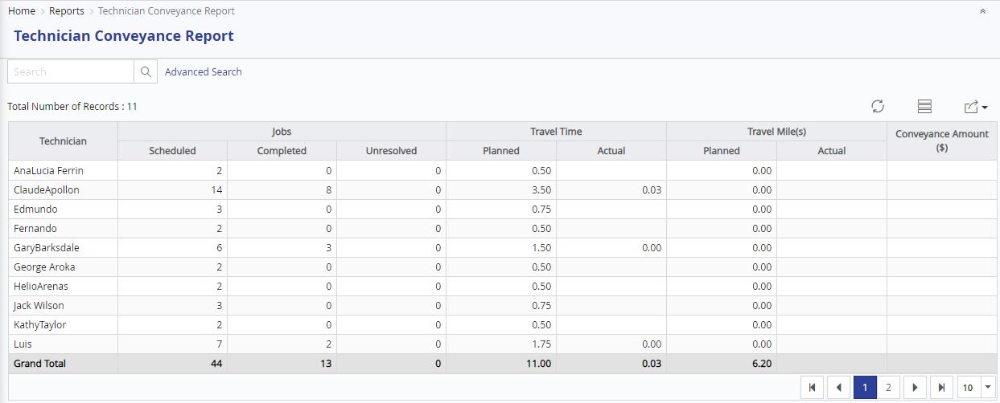 Home > Reports > Technician Conveyance Report
Technician Conveyance Report
Search
Advanced Search
Total Number of Records : 11
Technician Jobs Travel Time Travel Mile(s) Conveyance Amount ($)
Scheduled Completed Unresolved Planned Actual Planned Actual
AnaLucia Ferrin 2 0 0 0.50 0.00
ClaudeApollon 14 8 0 3.50 0.03 0.00
Edmundo 3 0 0 0.75 0.00
Fernando 2 0 0 0.50 0.00
GaryBarksdale 6 3 0 1.50 0.00 0.00
George Aroka 2 0 0 0.50 0.00
HelioArenas 2 0 0 0.50 0.00
Jack Wilson 3 0 0 0.75 0.00
KathyTaylor 2 0 0 0.50 0.00
Luis 7 2 0 1.75 0.00 0.00
Grand Total 44 13 0 11.00 0.03 6.20
1 2 10